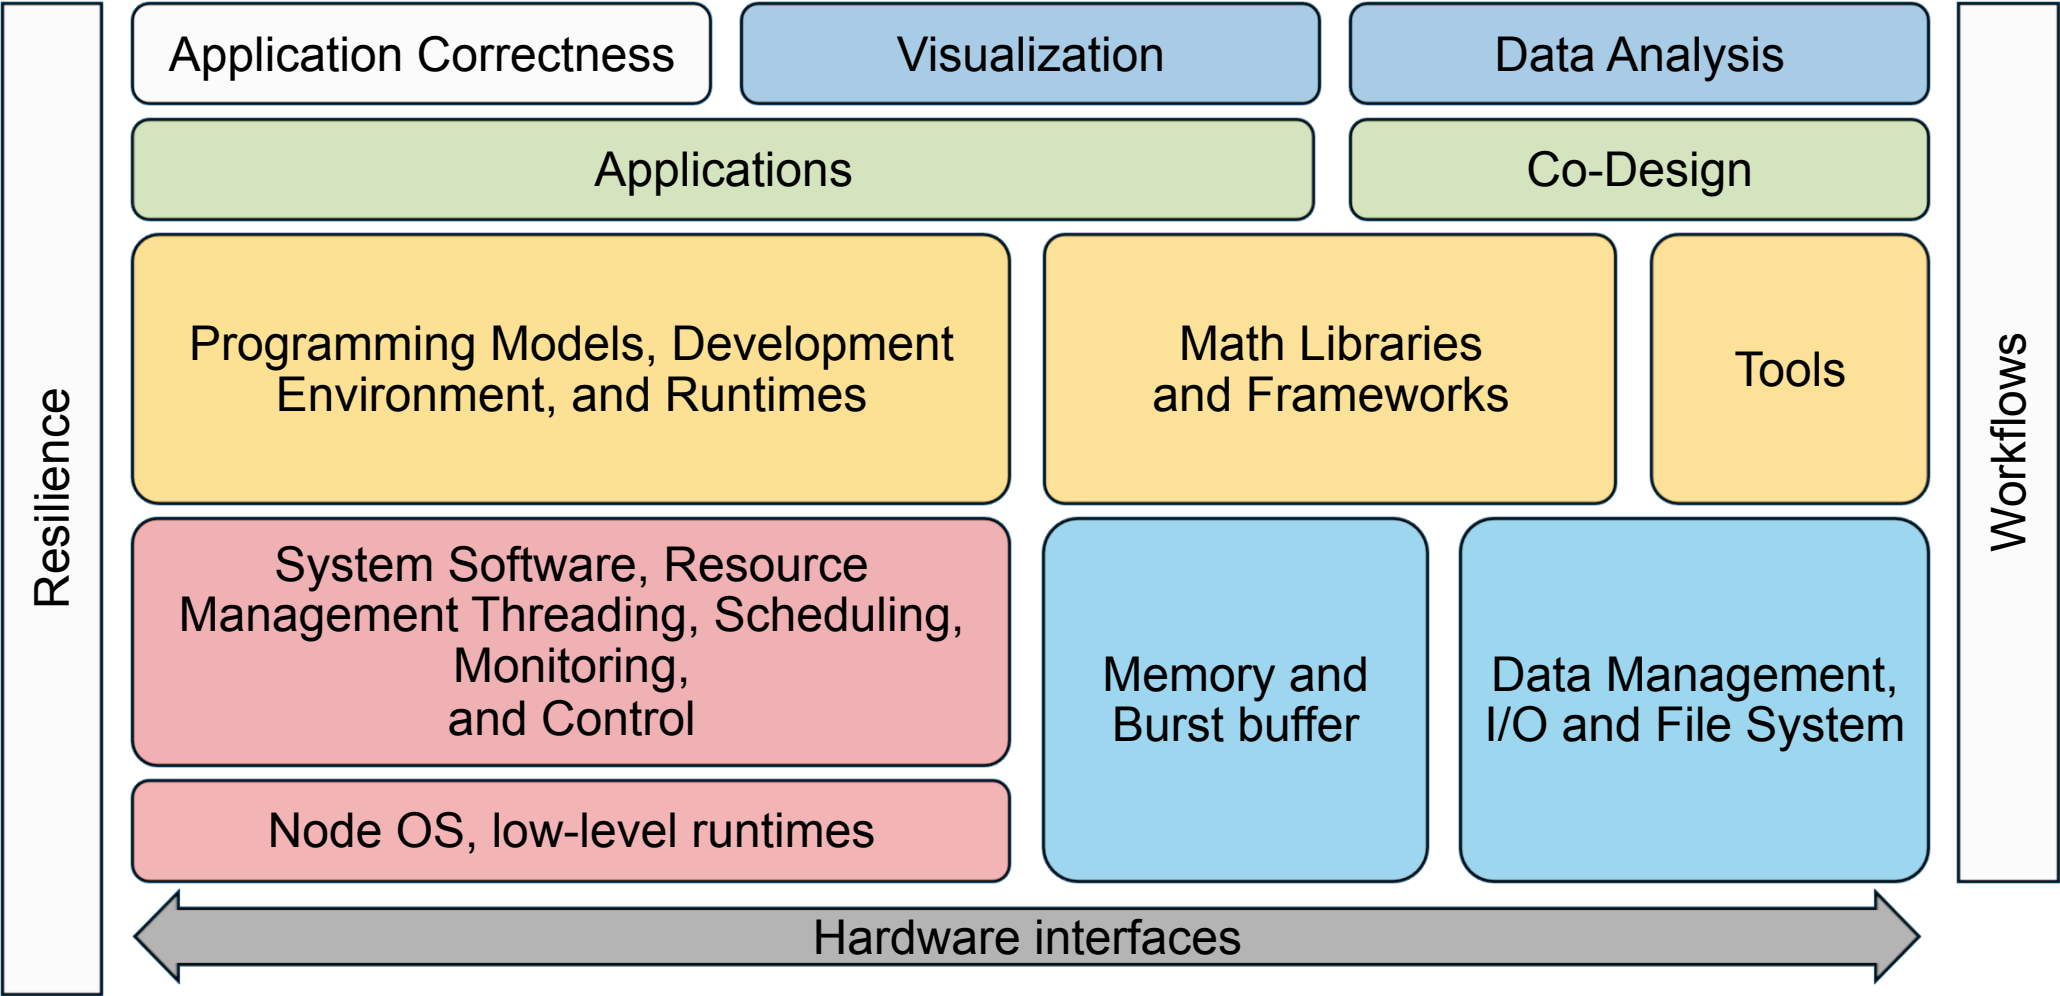 Resilience
Application Correctness
Visualization
Data Analysis
Applications
Co-Design
Programming Models, Development
Environment, and Runtimes
Math Libraries
and Frameworks
Tools
System Software, Resource
Management Threading, Scheduling,
Monitoring,
and Control
Memory and
Burst buffer
Data Management,
I/O and File System
Node OS, low-level runtimes
Hardware interfaces
Workflows